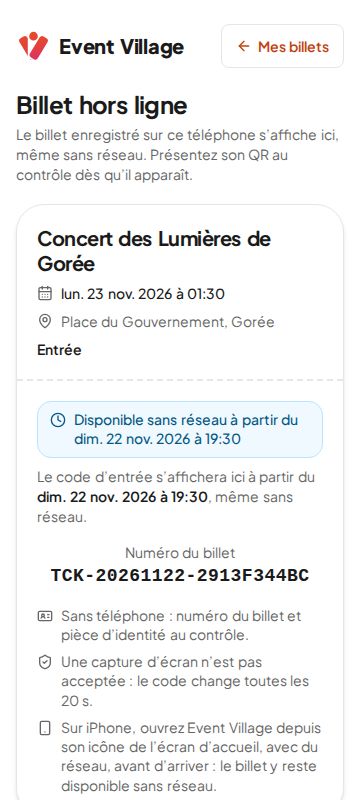 Event Village
Mes billets
Billet hors ligne
Le billet enregistré sur ce téléphone s'affiche ici,
même sans réseau. Présentez son QR au
contrôle dès qu'il apparaît.
Concert des Lumières de
Gorée
lun. 23 nov. 2026 à 01:30
Place du Gouvernement, Gorée
Entrée
Disponible sans réseau à partir du
dim. 22 nov. 2026 à 19:30
Le code d'entrée s'affichera ici à partir du
dim. 22 nov. 2026 à 19:30, même sans
réseau.
Numéro du billet
TCK-20261122-2913F344BC
Sans téléphone : numéro du billet et
pièce d'identité au contrôle.
Une capture d'écran n'est pas
acceptée : le code change toutes les
20 s.
Sur iPhone, ouvrez Event Village depuis
son icône de l'écran d'accueil, avec du
réseau, avant d'arriver : le billet y reste
disponible sans réseau.